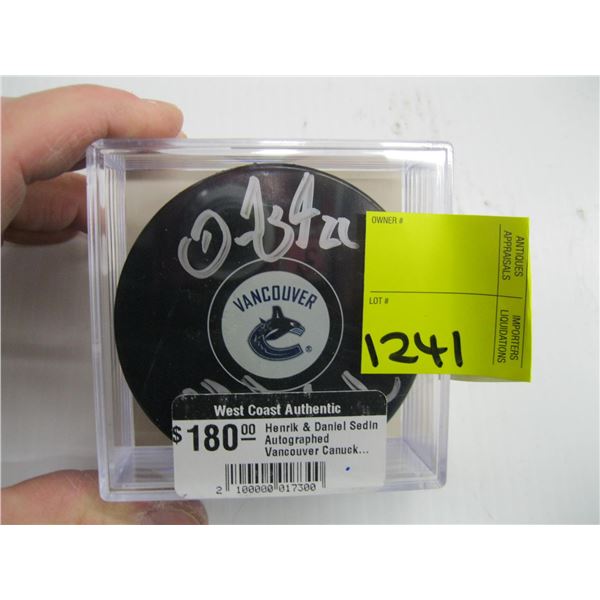 22
VANCOUVER
®
OWNER #
ANTIQUES
APPRAISALS
LOT #
IMPORTERS
LIQUIDATIONS
1241
West Coast Authentic
$180.00
Henrik & Daniel Sedin
Autographed
Vancouver Canuck...
2 100000 017300